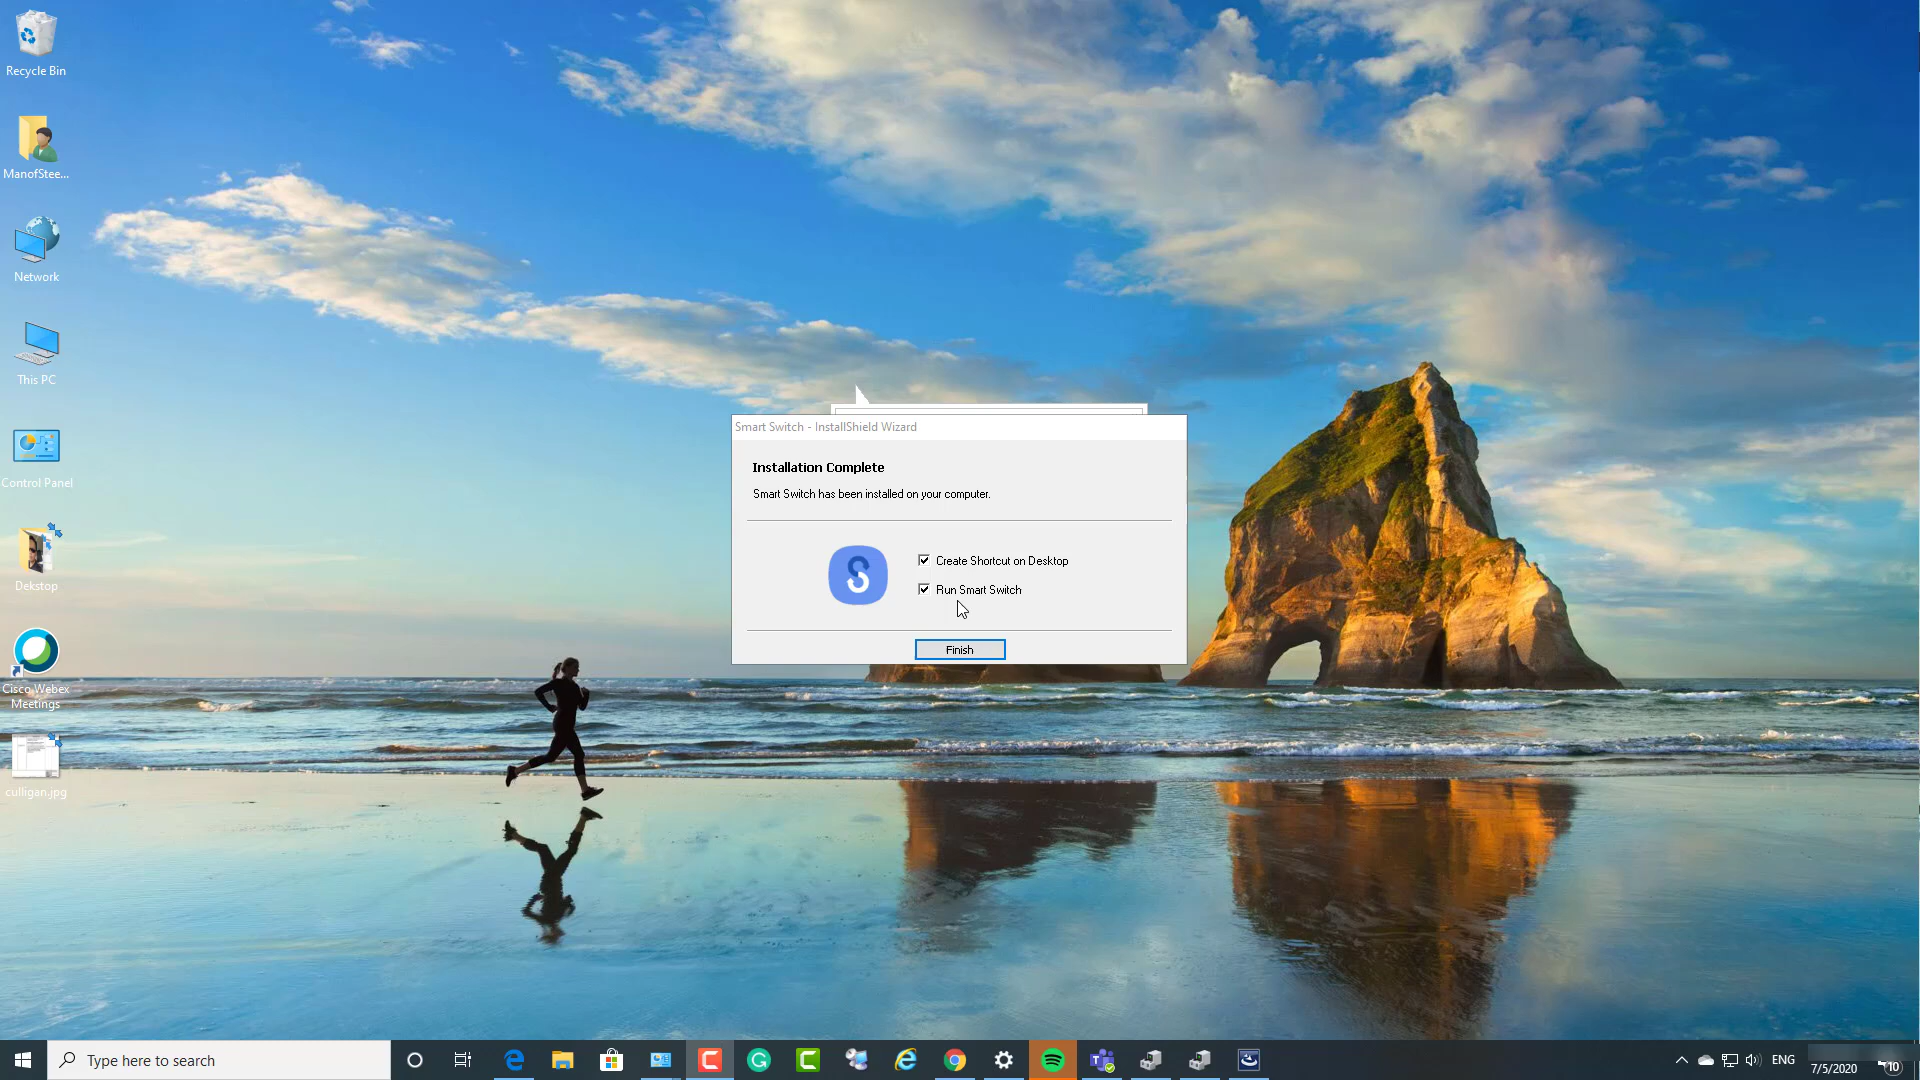 Recycle Bin
ManofStee...
Network
This PC
Control Panel
Dekstop
Cisco Webex
Meetings
culligan.jpg
Smart Switch - InstallShield Wizard
Installation Complete
Smart Switch has been installed on your computer.
Create Shortcut on Desktop
Run Smart Switch
Finish
Type here to search
ENG
7/5/2020
10